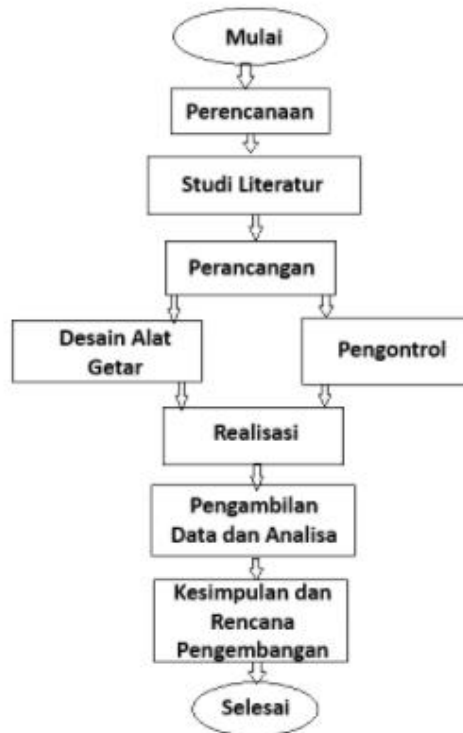 Mulai
Perencanaan
Studi Literatur
Perancangan
Desain Alat
Getar
Pengontrol
Realisasi
Pengambilan
Data dan Analisa
Kesimpulan dan
Rencana
Pengembangan
Selesai